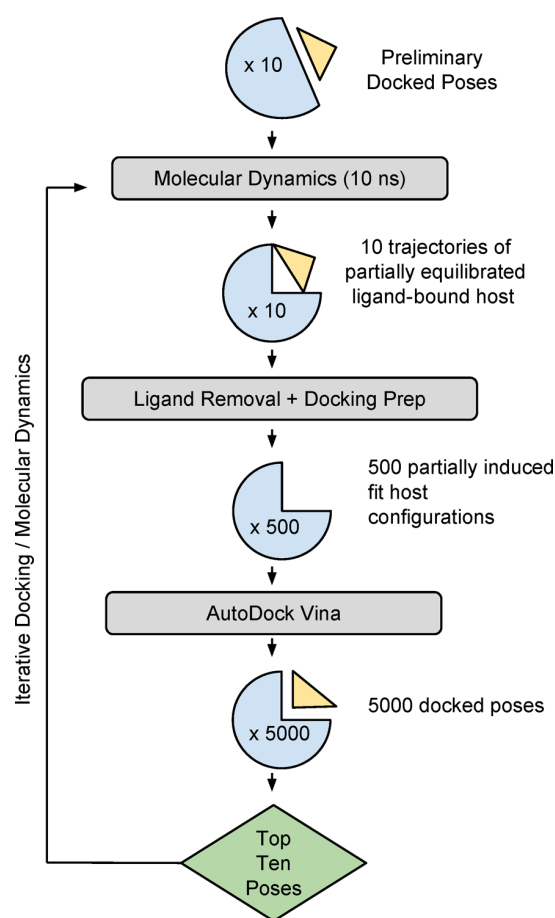 x 10
Preliminary
Docked Poses
Molecular Dynamics (10 ns)
10 trajectories of
partially equilibrated
ligand-bound host
x 10
Ligand Removal + Docking Prep
500 partially induced
fit host
configurations
x 500
AutoDock Vina
x 5000
5000 docked poses
Top
Ten
Poses
Iterative Docking / Molecular Dynamics